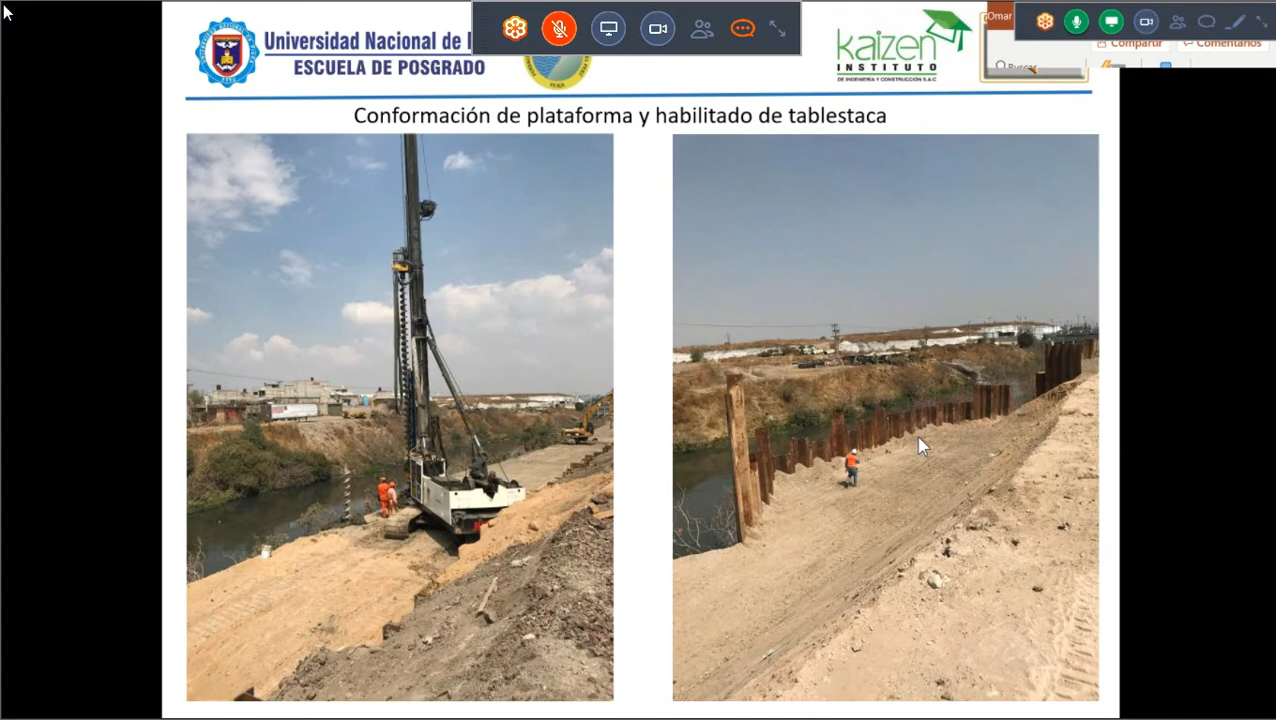 Universidad Nacional de
ESCUELA DE POSGRADO
kaizen
INSTITUTO
DE INGENIERIA Y CONSTRUCCIÓN S.A.C
Omar
Compartir
Comentarios
Buscar
Conformación de plataforma y habilitado de tablestaca